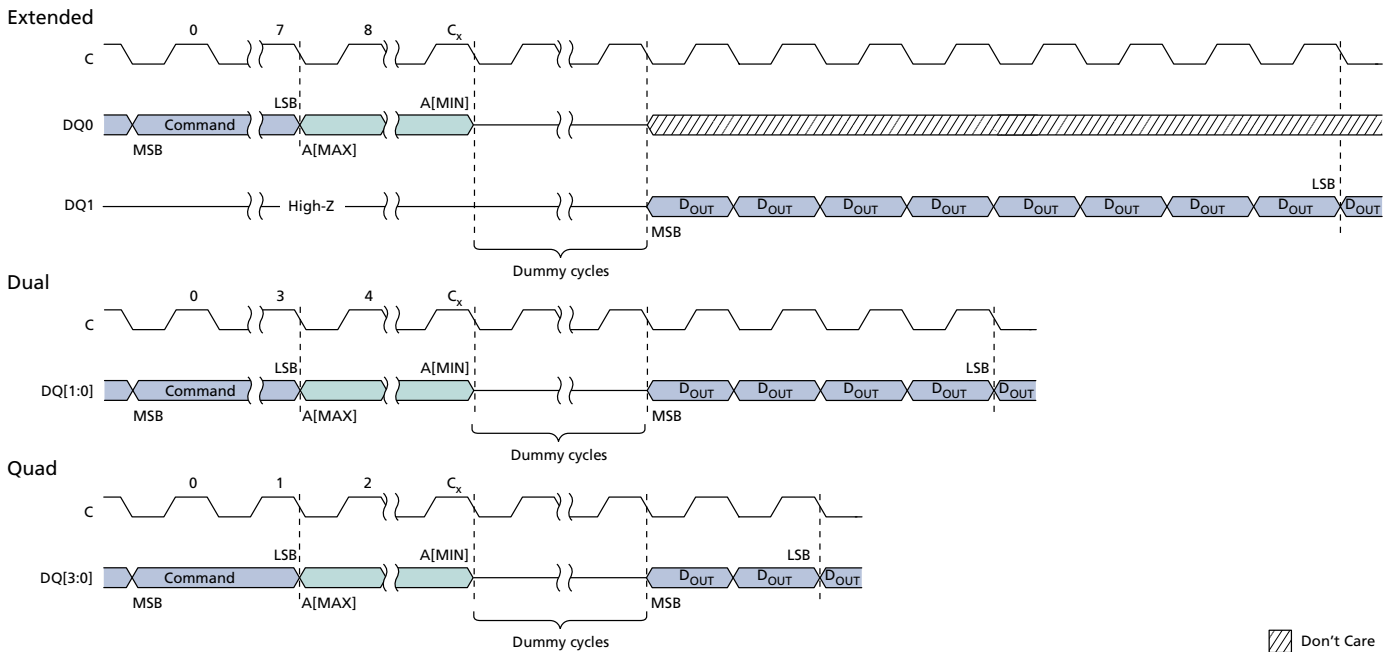 Extended
0 7 8 Cx
C
LSB A[MIN]
DQ0 Command
MSB A[MAX]
LSB
DQ1 High-Z DOUT DOUT DOUT DOUT DOUT DOUT DOUT DOUT DOUT
MSB
Dummy cycles
Dual
0 3 4 Cx
C
LSB A[MIN] LSB
DQ[1:0] Command DOUT DOUT DOUT DOUT DOUT
MSB A[MAX] MSB
Dummy cycles
Quad
0 1 2 Cx
C
LSB A[MIN] LSB
DQ[3:0] Command DOUT DOUT DOUT
MSB A[MAX] MSB
Dummy cycles
Don't Care